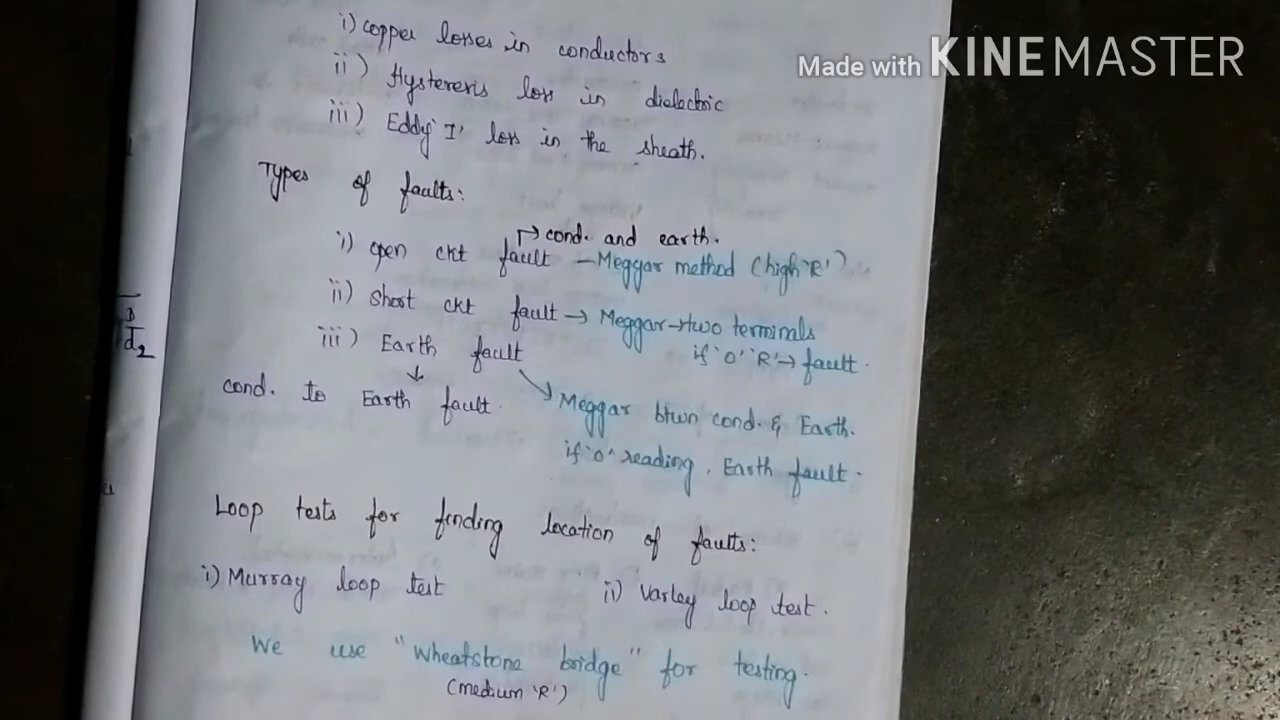 Made with KINEMASTER
i) copper losses in conductors
ii) Hysteresis loss in dielectric
iii) Eddy 'I' loss in the sheath.
Types of faults:
cond. and earth.
i) open ckt fault - Meggar method (high 'R')
ii) short ckt fault → Meggar → two terminals
if 'O' 'R' → fault.
iii) Earth fault
cond. to Earth fault.
Meggar btwn cond. & Earth.
if 'o' reading, Earth fault.
D
d2
Loop tests for finding location of faults:
i) Murray loop test ii) Varley loop test.
We use "Wheatstone bridge" for testing.
(medium 'R')